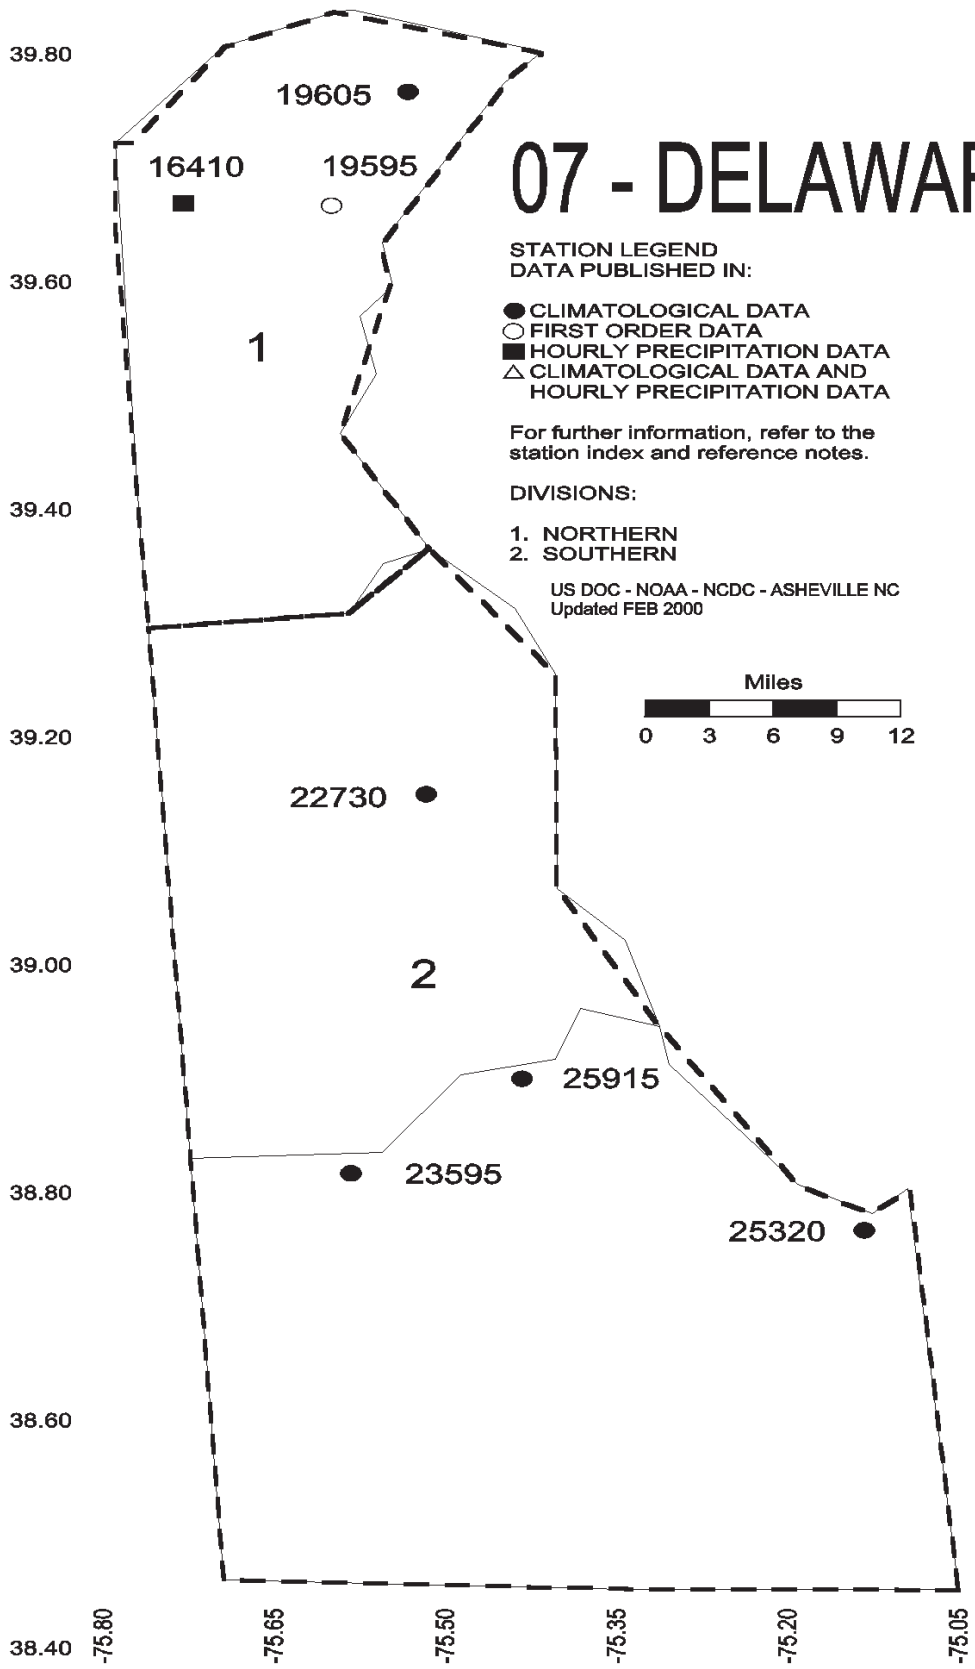 39.80
19605
16410
19595
07 - DELAWAR
STATION LEGEND
DATA PUBLISHED IN:
CLIMATOLOGICAL DATA
39.60
FIRST ORDER DATA
HOURLY PRECIPITATION DATA
1
CLIMATOLOGICAL DATA AND
HOURLY PRECIPITATION DATA
For further information, refer to the
station index and reference notes.
DIVISIONS:
39.40
1. NORTHERN
2. SOUTHERN
US DOC - NOAA - NCDC - ASHEVILLE NC
Updated FEB 2000
Miles
0 3 6 9 12
39.20
22730
39.00
2
25915
23595
38.80
25320
38.60
38.40
-75.80
-75.65
-75.50
-75.35
-75.20
-75.05